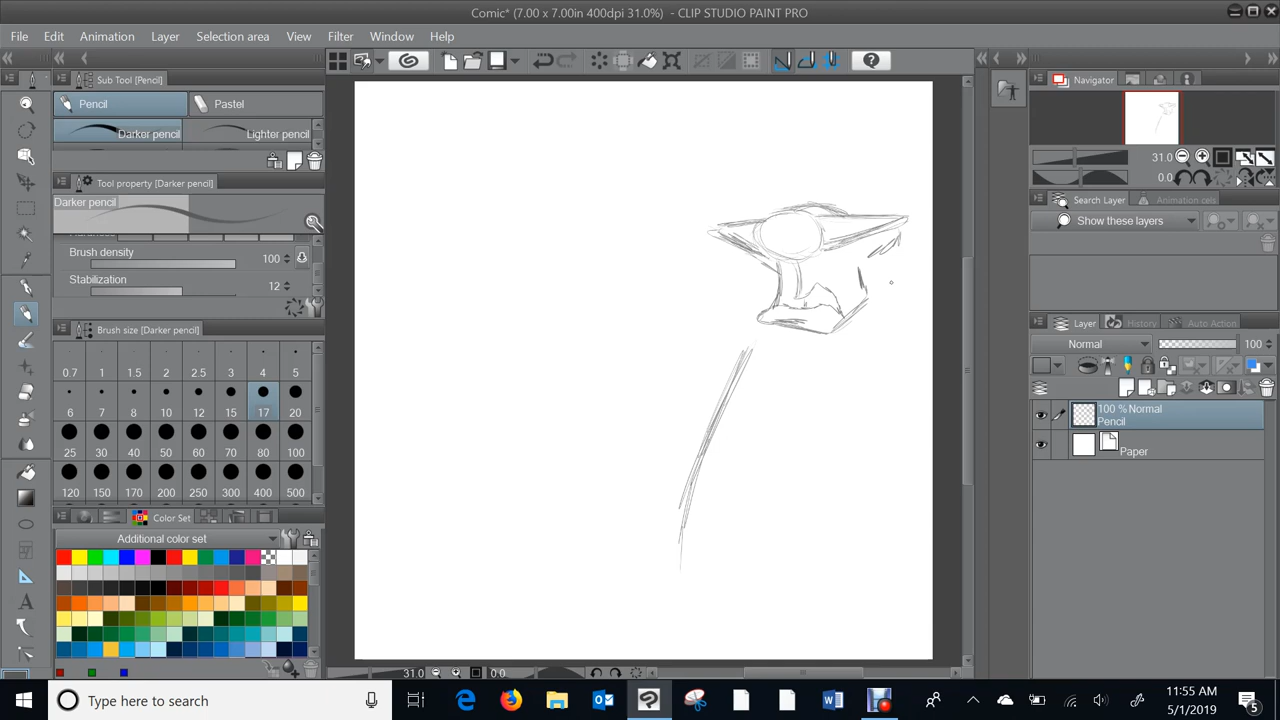 Comic* (7.00 x 7.00in 400dpi 31.0%) - CLIP STUDIO PAINT PRO
File Edit Animation Layer Selection area View Filter Window Help
Sub Tool [Pencil]
Pencil Pastel
Darker pencil Lighter pencil
Tool property [Darker pencil]
Darker pencil
Brush density 100
Stabilization 12
Brush size [Darker pencil]
0.7 1 1.5 2 2.5 3 4 5
6 7 8 10 12 15 17 20
25 30 40 50 60 70 80 100
120 150 170 200 250 300 400 500
Color Set
Additional color set
31.0 0.0
Navigator
31.0
0.0
Search Layer Animation cels
Show these layers
Layer History Auto Action
Normal 100
100 % Normal
Pencil
Paper
Type here to search
11:55 AM
5/1/2019
5